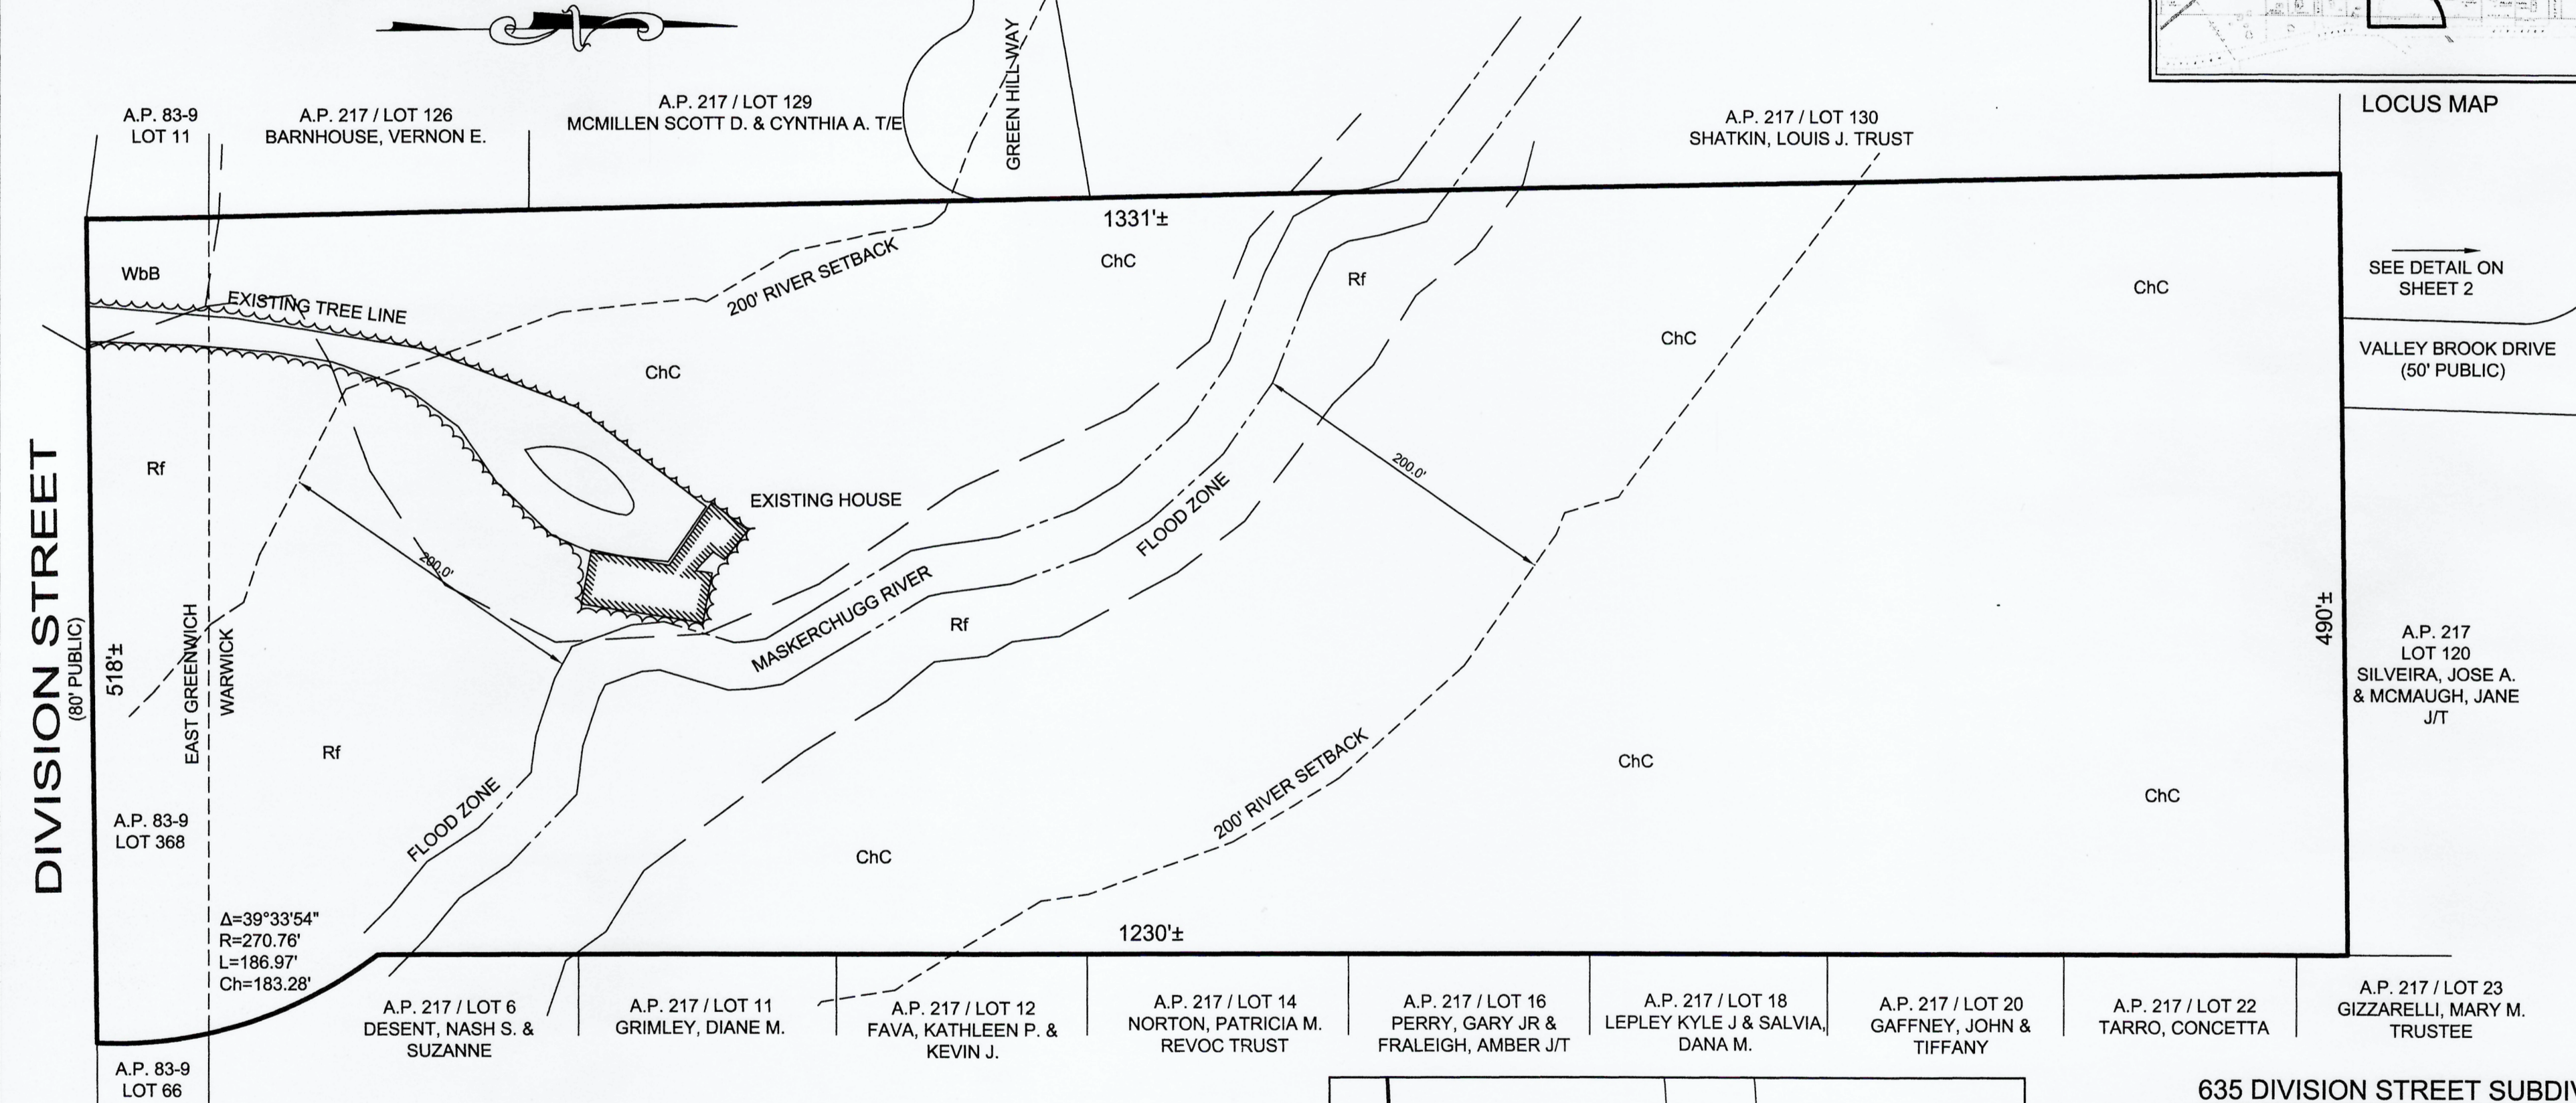 GREEN HILL WAY
LOCUS MAP
A.P. 83-9
LOT 11
A.P. 217 / LOT 126
BARNHOUSE, VERNON E.
A.P. 217 / LOT 129
MCMILLEN SCOTT D. & CYNTHIA A. T/E
A.P. 217 / LOT 130
SHATKIN, LOUIS J. TRUST
1331'±
WbB
EXISTING TREE LINE
200' RIVER SETBACK
ChC
Rf
ChC
ChC
SEE DETAIL ON
SHEET 2
VALLEY BROOK DRIVE
(50' PUBLIC)
ChC
Rf
EXISTING HOUSE
200.0'
200.0'
FLOOD ZONE
MASKERCHUGG RIVER
Rf
DIVISION STREET
(80' PUBLIC)
518'±
EAST GREENWICH
WARWICK
490'±
A.P. 217
LOT 120
SILVEIRA, JOSE A.
& MCMAUGH, JANE
J/T
Rf
FLOOD ZONE
200' RIVER SETBACK
ChC
ChC
ChC
A.P. 83-9
LOT 368
Δ=39°33'54"
R=270.76'
L=186.97'
Ch=183.28'
1230'±
A.P. 217 / LOT 6
DESENT, NASH S. &
SUZANNE
A.P. 217 / LOT 11
GRIMLEY, DIANE M.
A.P. 217 / LOT 12
FAVA, KATHLEEN P. &
KEVIN J.
A.P. 217 / LOT 14
NORTON, PATRICIA M.
REVOC TRUST
A.P. 217 / LOT 16
PERRY, GARY JR &
FRALEIGH, AMBER J/T
A.P. 217 / LOT 18
LEPLEY KYLE J & SALVIA,
DANA M.
A.P. 217 / LOT 20
GAFFNEY, JOHN &
TIFFANY
A.P. 217 / LOT 22
TARRO, CONCETTA
A.P. 217 / LOT 23
GIZZARELLI, MARY M.
TRUSTEE
A.P. 83-9
LOT 66
635 DIVISION STREET SUBDI